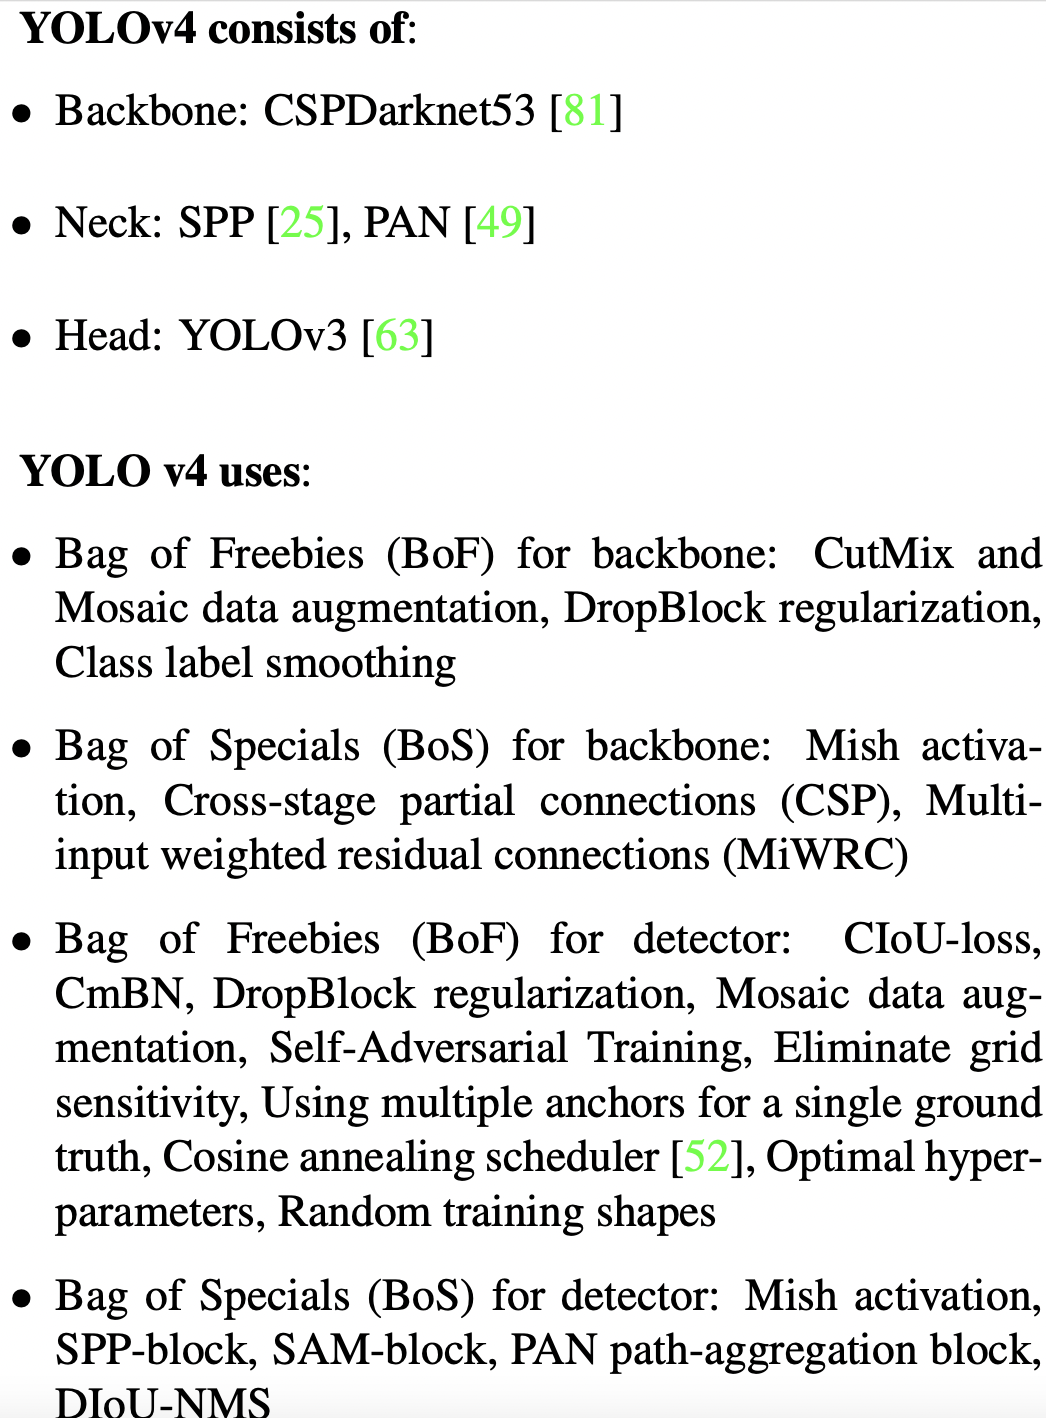 YOLOv4 consists of:
• Backbone: CSPDarknet53 [81]
• Neck: SPP [25], PAN [49]
• Head: YOLOv3 [63]
YOLO v4 uses:
• Bag of Freebies (BoF) for backbone: CutMix and
Mosaic data augmentation, DropBlock regularization,
Class label smoothing
• Bag of Specials (BoS) for backbone: Mish activa-
tion, Cross-stage partial connections (CSP), Multi-
input weighted residual connections (MiWRC)
• Bag of Freebies (BoF) for detector: CIoU-loss,
CmBN, DropBlock regularization, Mosaic data aug-
mentation, Self-Adversarial Training, Eliminate grid
sensitivity, Using multiple anchors for a single ground
truth, Cosine annealing scheduler [52], Optimal hyper-
parameters, Random training shapes
• Bag of Specials (BoS) for detector: Mish activation,
SPP-block, SAM-block, PAN path-aggregation block,
DIoU-NMS